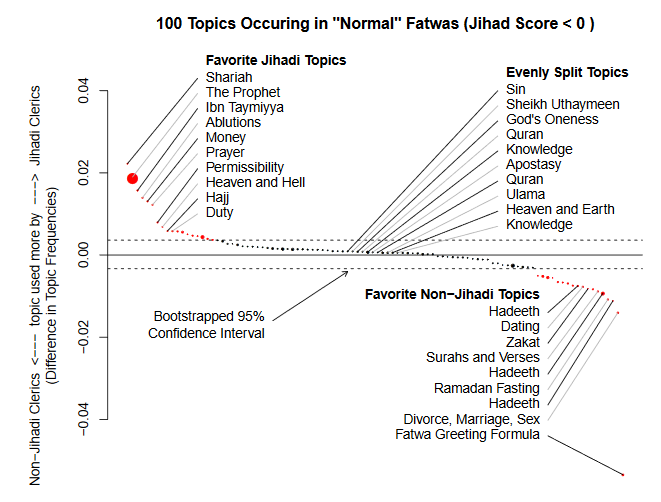 100 Topics Occuring in "Normal" Fatwas (Jihad Score < 0 )
Non−Jihadi Clerics <−−−− topic used more by −−−−> Jihadi Clerics
(Difference in Topic Frequencies)
0.04
0.02
0.00
−0.02
−0.04
Favorite Jihadi Topics
Shariah
The Prophet
Ibn Taymiyya
Ablutions
Money
Prayer
Permissibility
Heaven and Hell
Hajj
Duty
Evenly Split Topics
Sin
Sheikh Uthaymeen
God's Oneness
Quran
Knowledge
Apostasy
Quran
Ulama
Heaven and Earth
Knowledge
Bootstrapped 95%
Confidence Interval
Favorite Non−Jihadi Topics
Hadeeth
Dating
Zakat
Surahs and Verses
Hadeeth
Ramadan Fasting
Hadeeth
Divorce, Marriage, Sex
Fatwa Greeting Formula